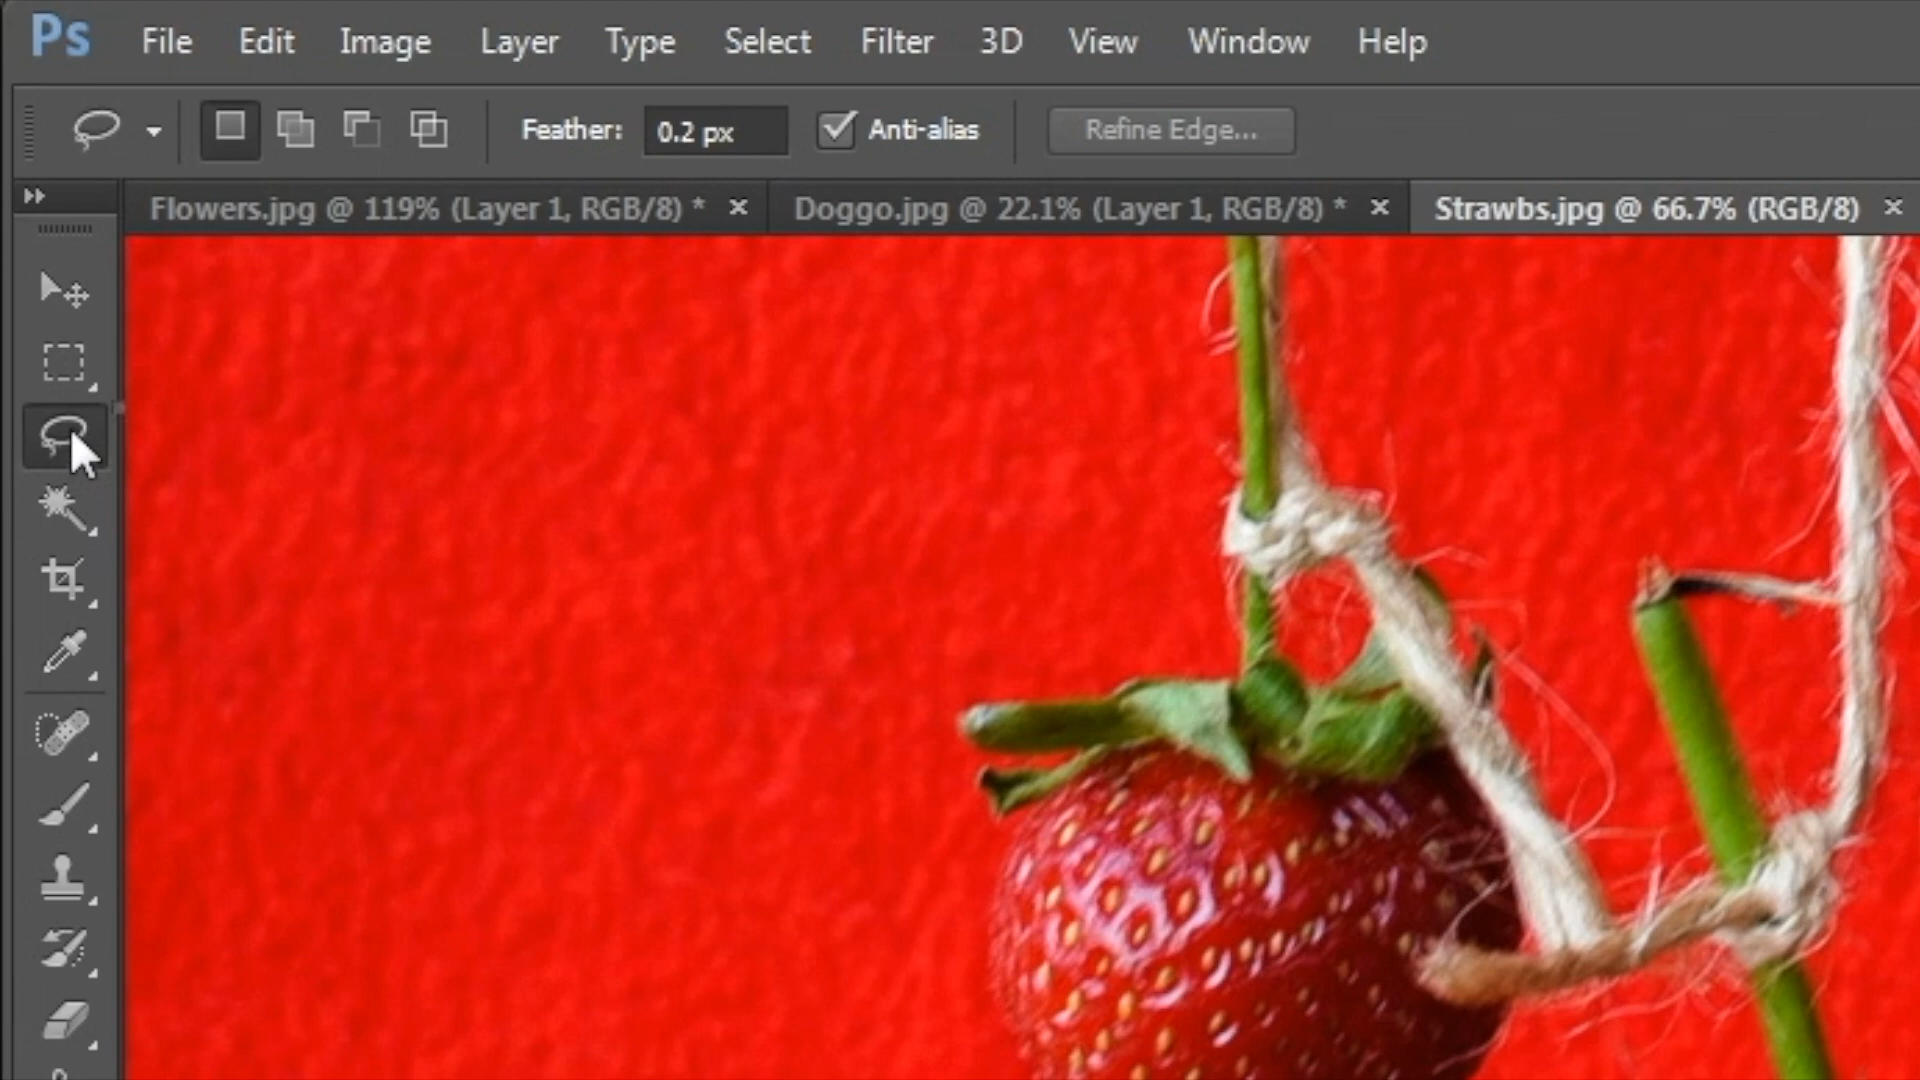 Ps File Edit Image Layer Type Select Filter 3D View Window Help
Feather: 0.2 px Anti-alias Refine Edge...
Flowers.jpg @ 119% (Layer 1, RGB/8) * × Doggo.jpg @ 22.1% (Layer 1, RGB/8) * × Strawbs.jpg @ 66.7% (RGB/8) ×